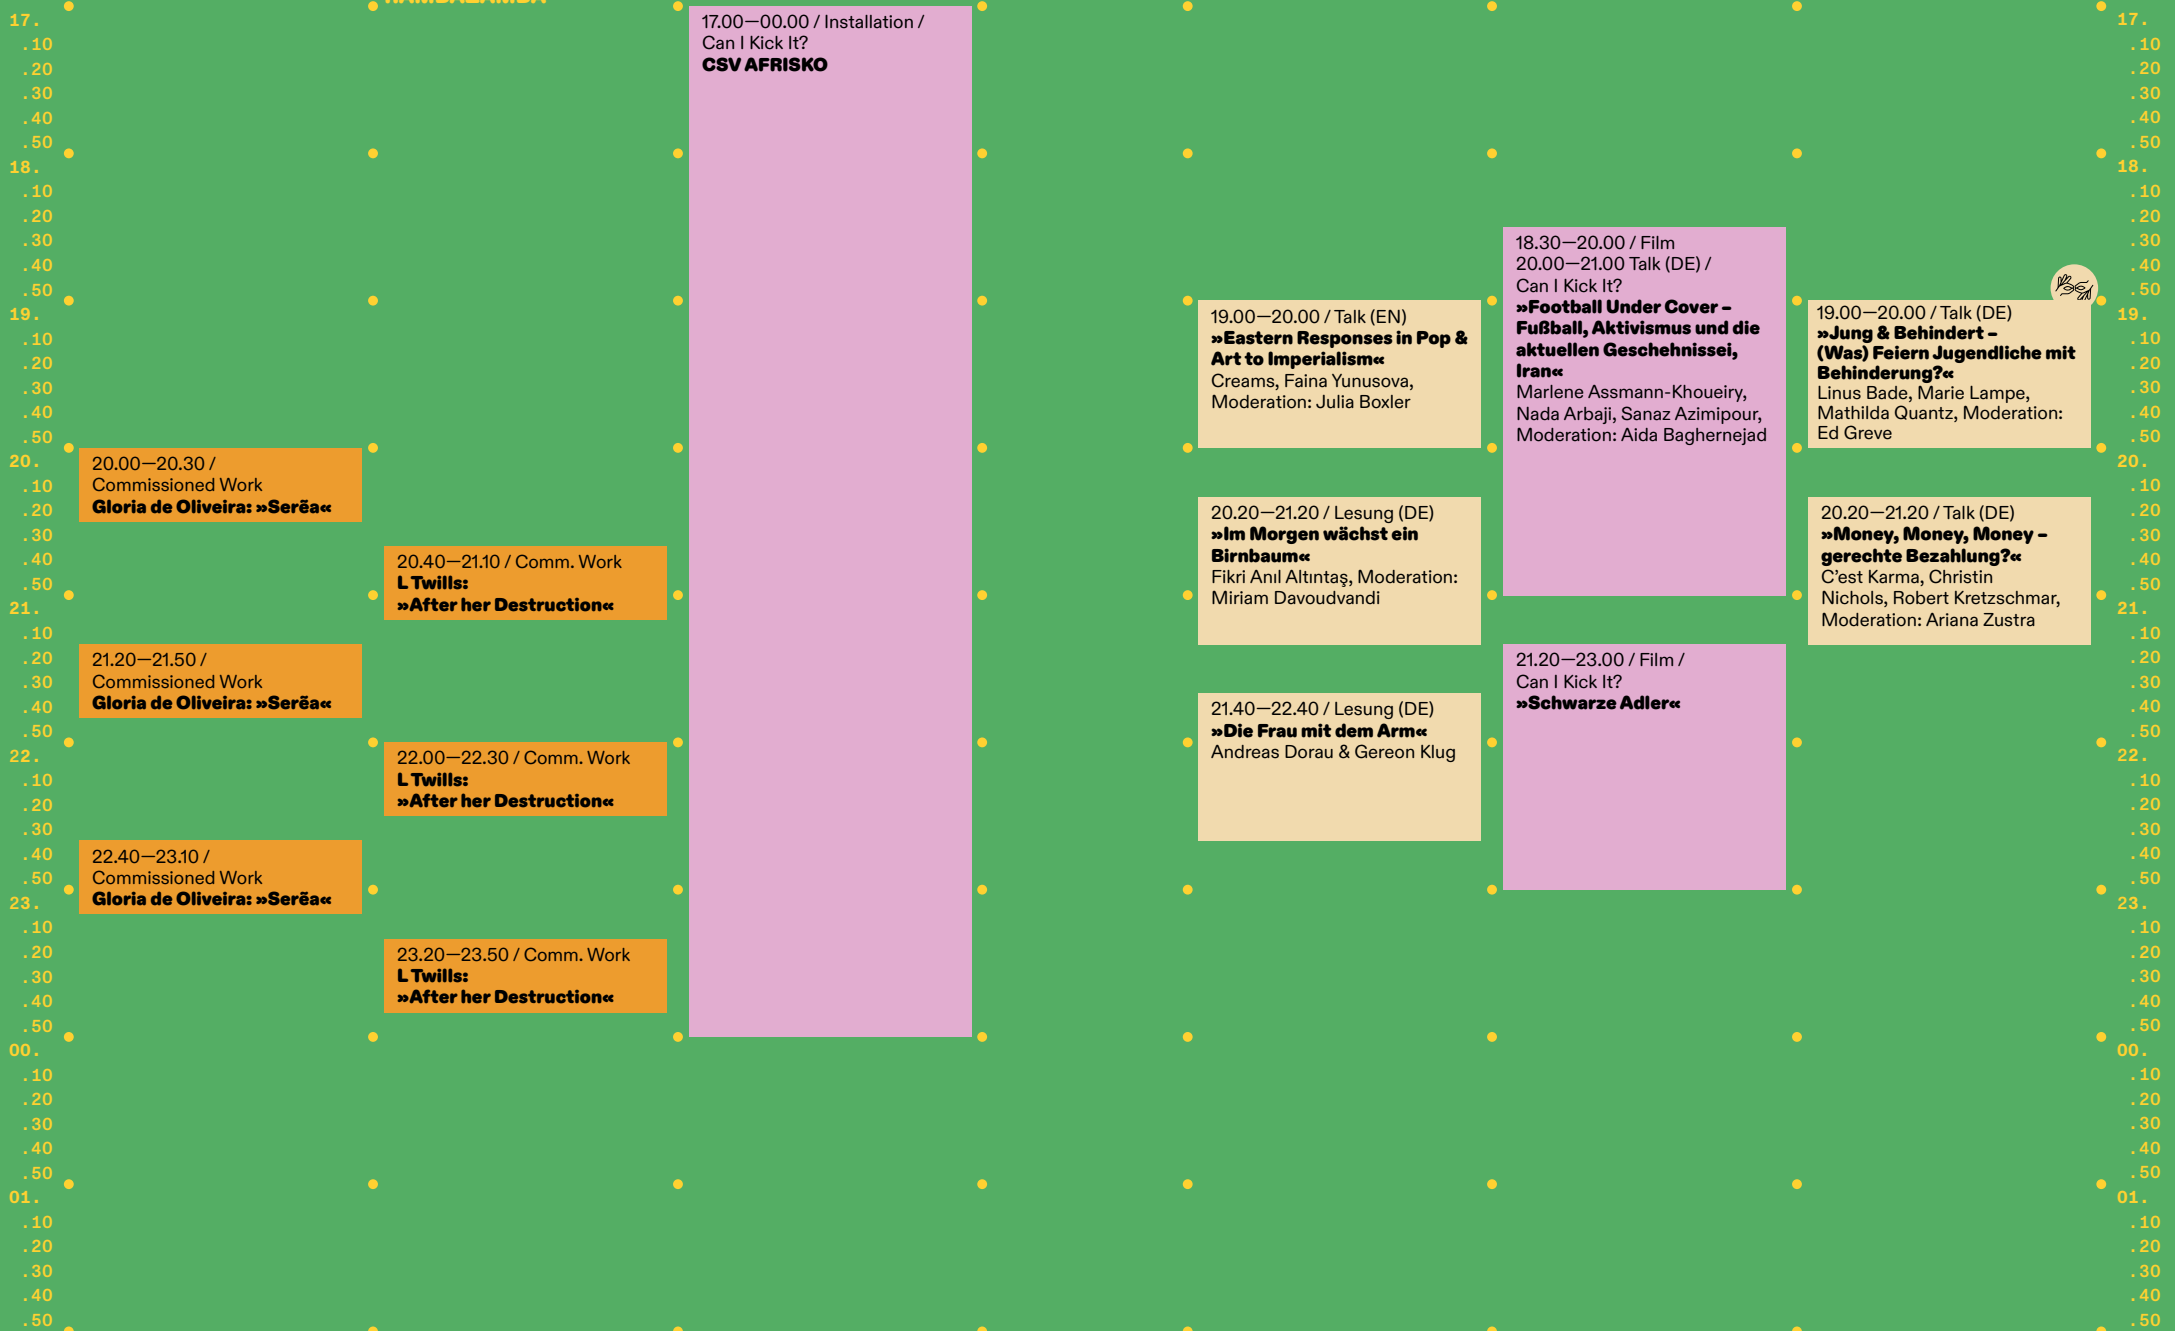 17.
.10
.20
.30
.40
.50
18.
.10
.20
.30
.40
.50
19.
.10
.20
.30
.40
.50
20.
.10
.20
.30
.40
.50
21.
.10
.20
.30
.40
.50
22.
.10
.20
.30
.40
.50
23.
.10
.20
.30
.40
.50
00.
.10
.20
.30
.40
.50
01.
.10
.20
.30
.40
.50
20.00—20.30 /
Commissioned Work
Gloria de Oliveira: »Serẽa«
21.20—21.50 /
Commissioned Work
Gloria de Oliveira: »Serẽa«
22.40—23.10 /
Commissioned Work
Gloria de Oliveira: »Serẽa«
20.40—21.10 / Comm. Work
L Twills:
»After her Destruction«
22.00—22.30 / Comm. Work
L Twills:
»After her Destruction«
23.20—23.50 / Comm. Work
L Twills:
»After her Destruction«
17.00—00.00 / Installation /
Can I Kick It?
CSV AFRISKO
19.00—20.00 / Talk (EN)
»Eastern Responses in Pop &
Art to Imperialism«
Creams, Faina Yunusova,
Moderation: Julia Boxler
20.20—21.20 / Lesung (DE)
»Im Morgen wächst ein
Birnbaum«
Fikri Anıl Altıntaş, Moderation:
Miriam Davoudvandi
21.40—22.40 / Lesung (DE)
»Die Frau mit dem Arm«
Andreas Dorau & Gereon Klug
18.30—20.00 / Film
20.00—21.00 Talk (DE) /
Can I Kick It?
»Football Under Cover –
Fußball, Aktivismus und die
aktuellen Geschehnissei,
Iran«
Marlene Assmann-Khoueiry,
Nada Arbaji, Sanaz Azimipour,
Moderation: Aida Baghernejad
21.20—23.00 / Film /
Can I Kick It?
»Schwarze Adler«
19.00—20.00 / Talk (DE)
»Jung & Behindert –
(Was) Feiern Jugendliche mit
Behinderung?«
Linus Bade, Marie Lampe,
Mathilda Quantz, Moderation:
Ed Greve
20.20—21.20 / Talk (DE)
»Money, Money, Money –
gerechte Bezahlung?«
C'est Karma, Christin
Nichols, Robert Kretzschmar,
Moderation: Ariana Zustra
17.
.10
.20
.30
.40
.50
18.
.10
.20
.30
.40
.50
19.
.10
.20
.30
.40
.50
20.
.10
.20
.30
.40
.50
21.
.10
.20
.30
.40
.50
22.
.10
.20
.30
.40
.50
23.
.10
.20
.30
.40
.50
00.
.10
.20
.30
.40
.50
01.
.10
.20
.30
.40
.50